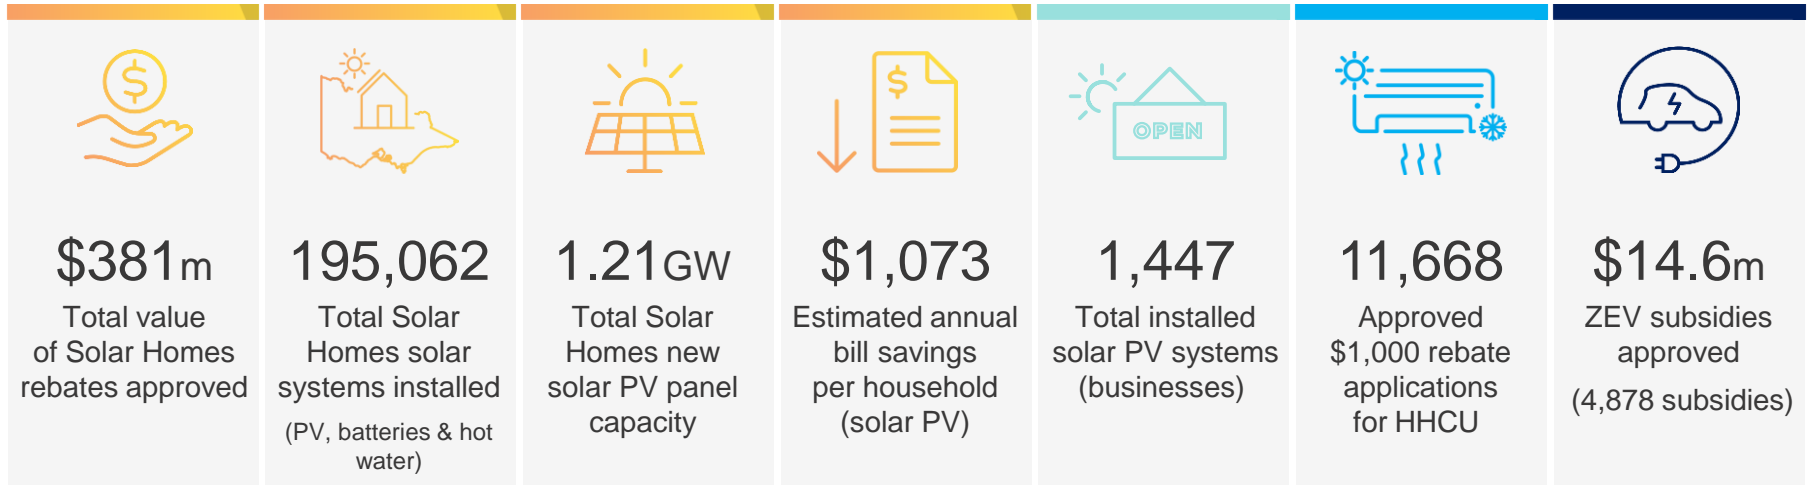 $
$
OPEN
$381m
Total value
of Solar Homes
rebates approved
195,062
Total Solar
Homes solar
systems installed
(PV, batteries & hot
water)
1.21GW
Total Solar
Homes new
solar PV panel
capacity
$1,073
Estimated annual
bill savings
per household
(solar PV)
1,447
Total installed
solar PV systems
(businesses)
11,668
Approved
$1,000 rebate
applications
for HHCU
$14.6m
ZEV subsidies
approved
(4,878 subsidies)